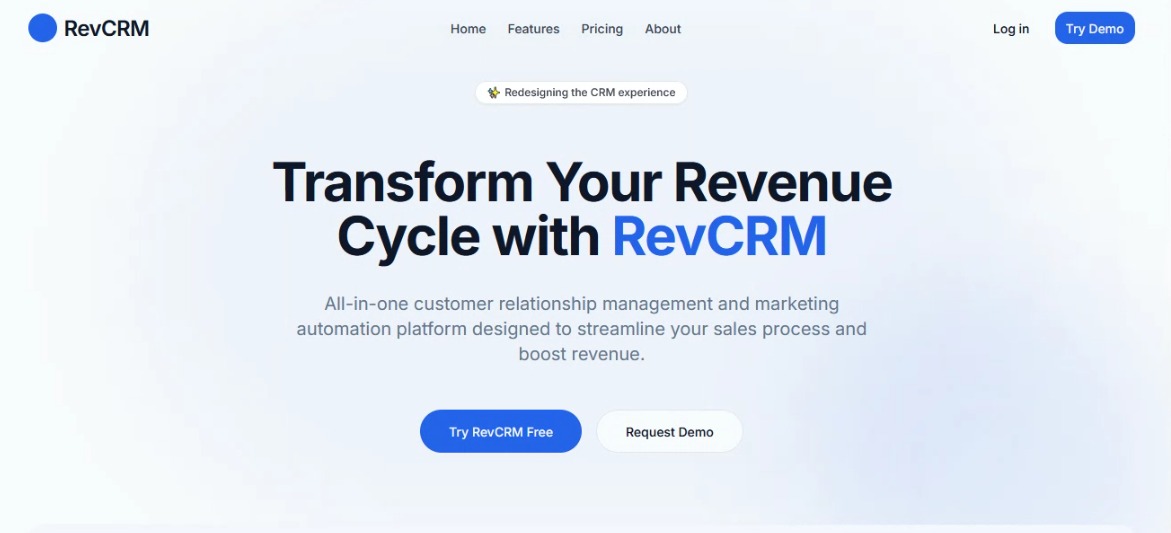 RevCRM
Home Features Pricing About
Log in
Try Demo
✨ Redesigning the CRM experience
Transform Your Revenue
Cycle with RevCRM
All-in-one customer relationship management and marketing
automation platform designed to streamline your sales process and
boost revenue.
Try RevCRM Free
Request Demo